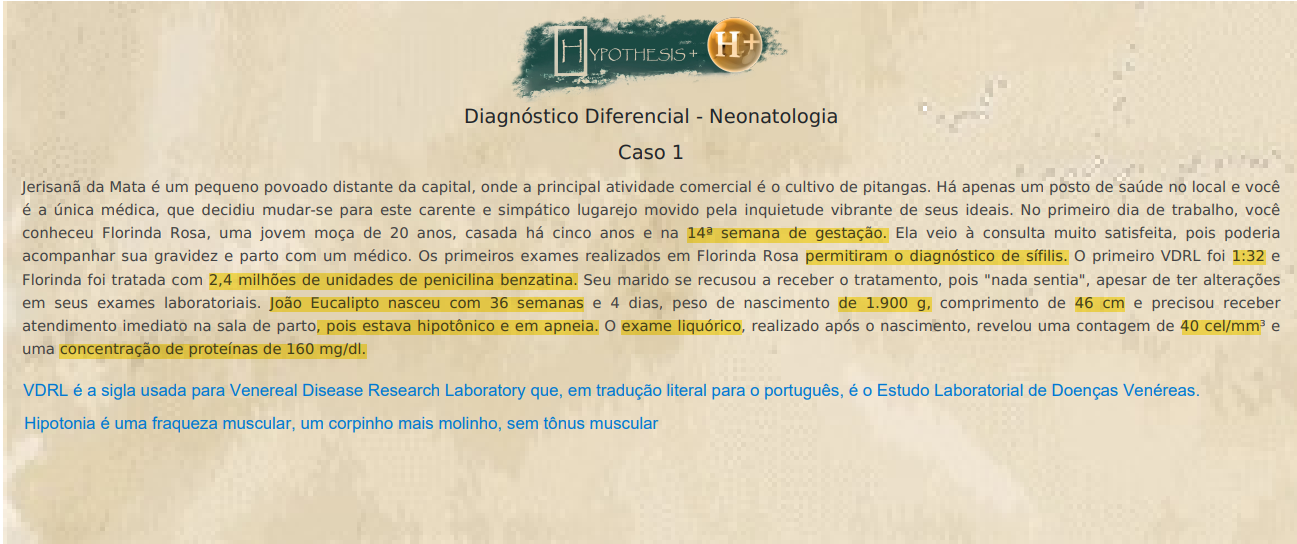 HYPOTHESIS+ H+
Diagnóstico Diferencial - Neonatologia
Caso 1
Jerisanã da Mata é um pequeno povoado distante da capital, onde a principal atividade comercial é o cultivo de pitangas. Há apenas um posto de saúde no local e você
é a única médica, que decidiu mudar-se para este carente e simpático lugarejo movido pela inquietude vibrante de seus ideais. No primeiro dia de trabalho, você
conheceu Florinda Rosa, uma jovem moça de 20 anos, casada há cinco anos e na 14ª semana de gestação. Ela veio à consulta muito satisfeita, pois poderia
acompanhar sua gravidez e parto com um médico. Os primeiros exames realizados em Florinda Rosa permitiram o diagnóstico de sífilis. O primeiro VDRL foi 1:32 e
Florinda foi tratada com 2,4 milhões de unidades de penicilina benzatina. Seu marido se recusou a receber o tratamento, pois "nada sentia", apesar de ter alterações
em seus exames laboratoriais. João Eucalipto nasceu com 36 semanas e 4 dias, peso de nascimento de 1.900 g, comprimento de 46 cm e precisou receber
atendimento imediato na sala de parto, pois estava hipotônico e em apneia. O exame liquórico, realizado após o nascimento, revelou uma contagem de 40 cel/mm³ e
uma concentração de proteínas de 160 mg/dl.
VDRL é a sigla usada para Venereal Disease Research Laboratory que, em tradução literal para o português, é o Estudo Laboratorial de Doenças Venéreas.
Hipotonia é uma fraqueza muscular, um corpinho mais molinho, sem tônus muscular